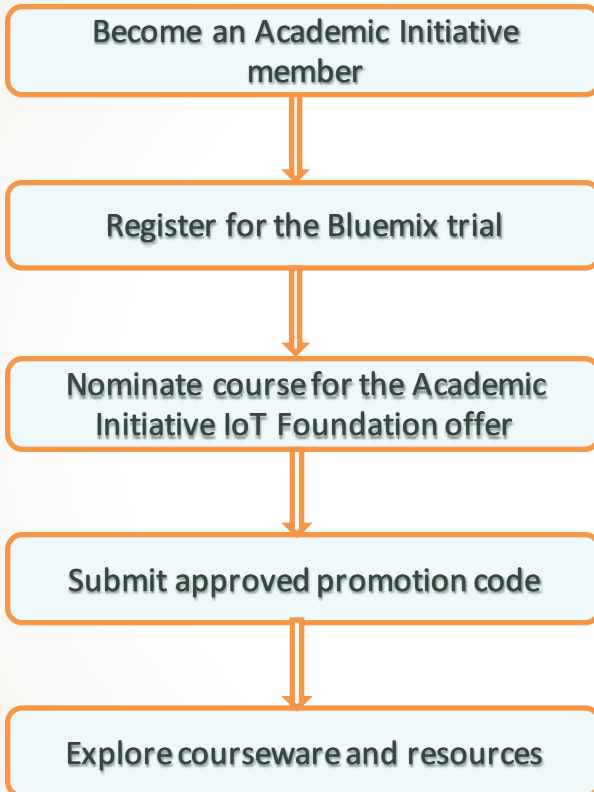 Become an Academic Initiative
member
Register for the Bluemix trial
Nominate course for the Academic
Initiative IoT Foundation offer
Submit approved promotion code
Explore courseware and resources